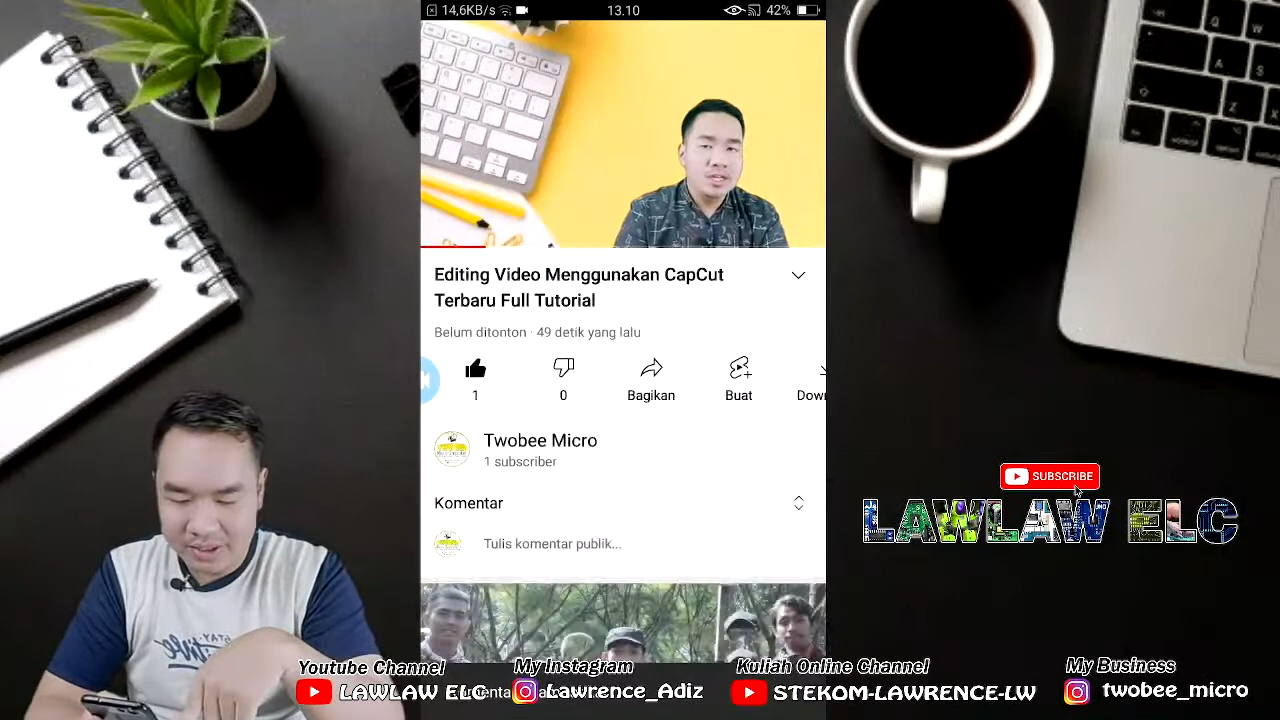 14,6KB/s
13.10
42%
Editing Video Menggunakan CapCut
Terbaru Full Tutorial
Belum ditonton · 49 detik yang lalu
1
0
Bagikan
Buat
Down
Twobee Micro
1 subscriber
Komentar
Tulis komentar publik...
SUBSCRIBE
LAWLAW ELC
STAY
Youtube Channel
LAWLAW ELC
My Instagram
Lawrence_Adiz
Kuliah Online Channel
STEKOM-LAWRENCE-LW
My Business
twobee_micro